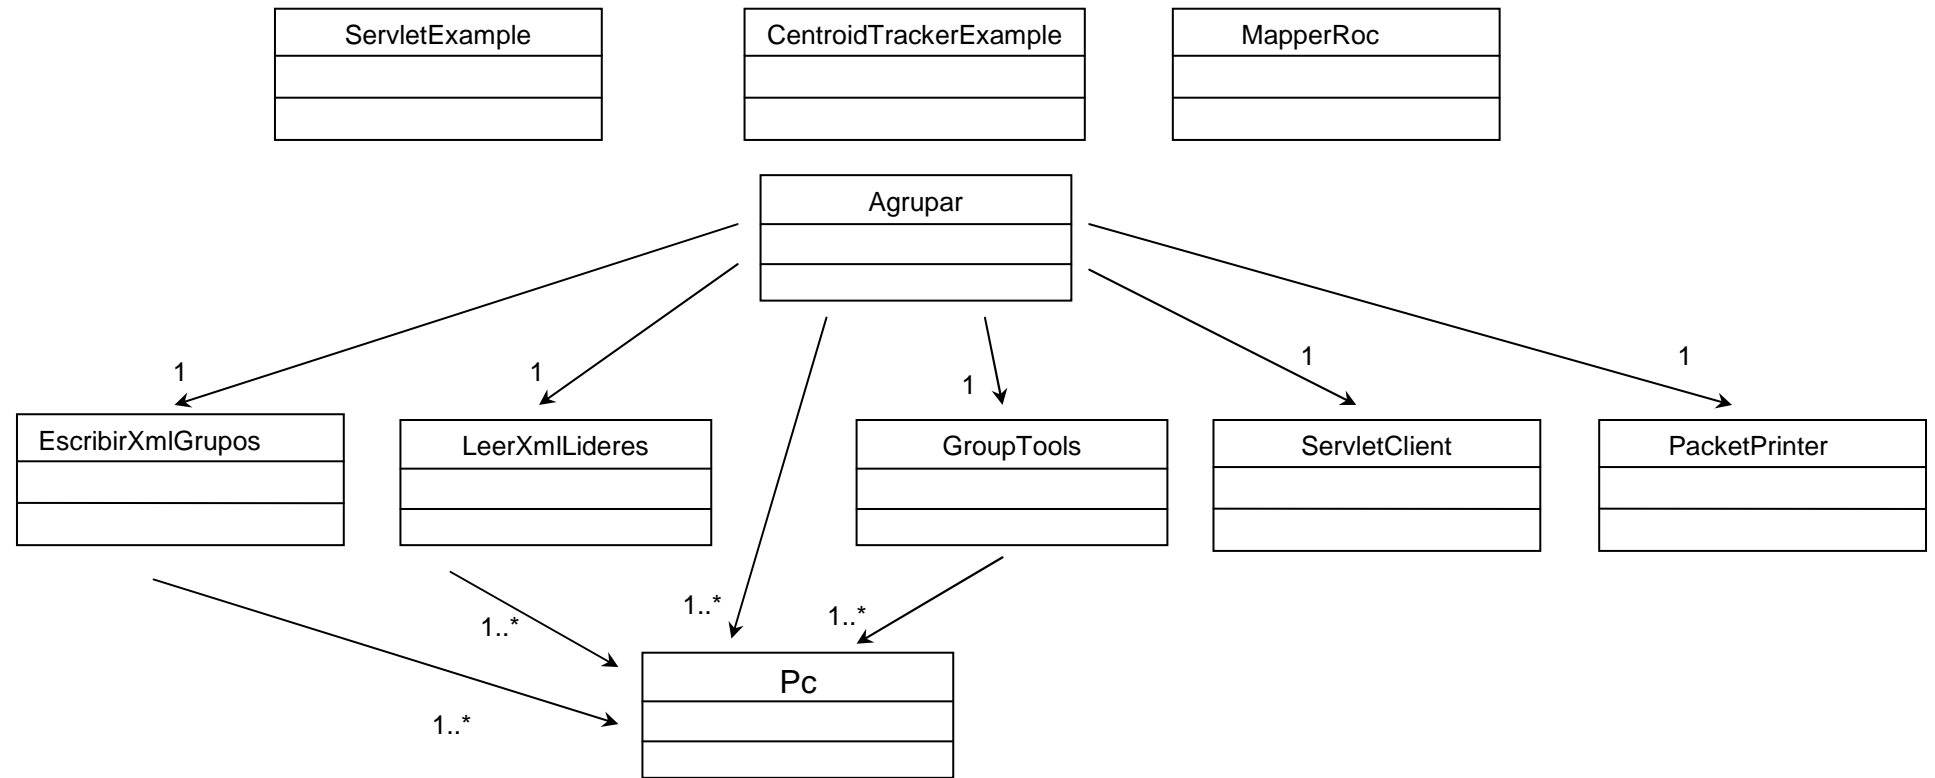 ServletExample
CentroidTrackerExample
MapperRoc
Agrupar
1
1
1
1
1
EscribirXmlGrupos
LeerXmlLideres
GroupTools
ServletClient
PacketPrinter
1..*
1..*
1..*
1..*
Pc